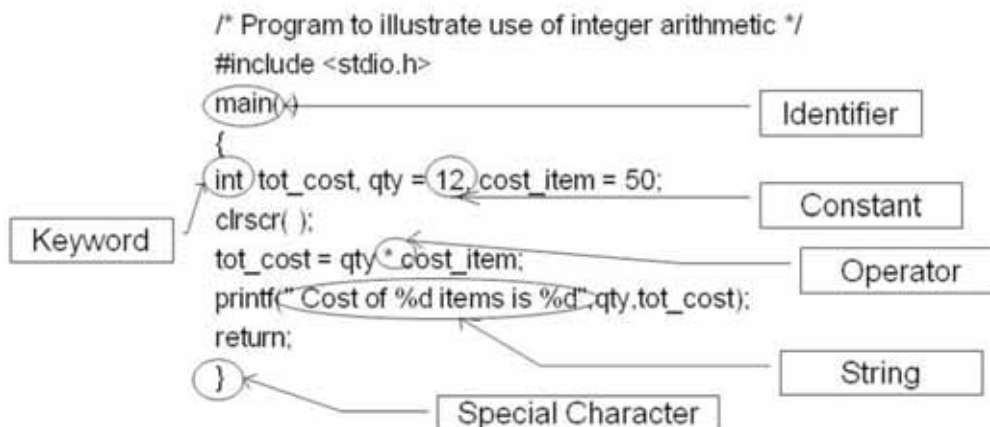 /* Program to illustrate use of integer arithmetic */
#include <stdio.h>
main( )
Identifier
{
int tot_cost, qty = 12, cost_item = 50;
Constant
clrscr( );
Keyword
tot_cost = qty * cost_item;
Operator
printf(" Cost of %d items is %d",qty,tot_cost);
return;
String
}
Special Character